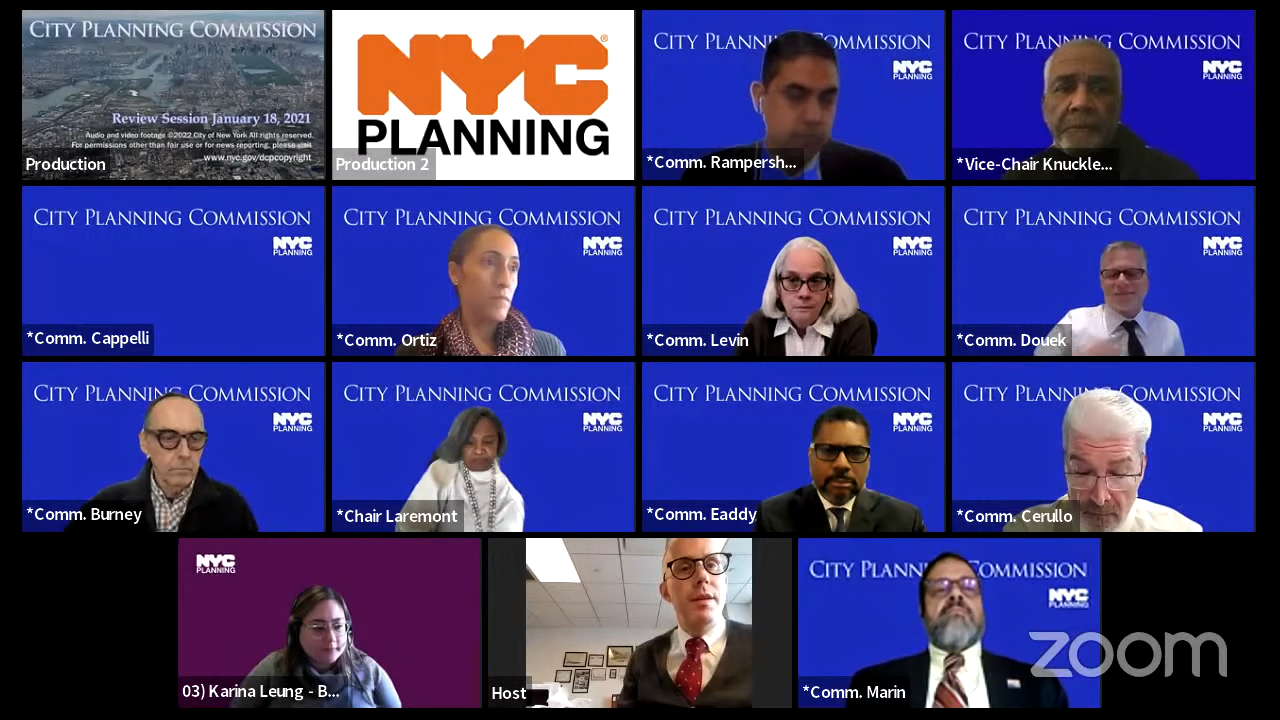 CITY PLANNING COMMISSION
Review Session January 18, 2021
Audio and video footage ©2022 City of New York All rights reserved.
For permissions other than fair use or for news reporting, please visit
www.nyc.gov/dcpcopyright
Production
NYC®
PLANNING
Production 2
CITY PLANNING COMMISSION
NYC
PLANNING
*Comm. Rampersh...
CITY PLANNING COMMISSION
NYC
PLANNING
*Vice-Chair Knuckle...
CITY PLANNING COMMISSION
NYC
PLANNING
*Comm. Cappelli
CITY PLANNING COMMISSION
NYC
PLANNING
*Comm. Ortiz
CITY PLANNING COMMISSION
NYC
PLANNING
*Comm. Levin
CITY PLANNING COMMISSION
NYC
PLANNING
*Comm. Douek
CITY PLANNING COMMISSION
NYC
PLANNING
*Comm. Burney
CITY PLANNING COMMISSION
NYC
PLANNING
*Chair Laremont
CITY PLANNING COMMISSION
NYC
PLANNING
*Comm. Eaddy
CITY PLANNING COMMISSION
NYC
PLANNING
*Comm. Cerullo
NYC
PLANNING
03) Karina Leung - B...
Host
CITY PLANNING COMMISSION
NYC
PLANNING
*Comm. Marin
zoom